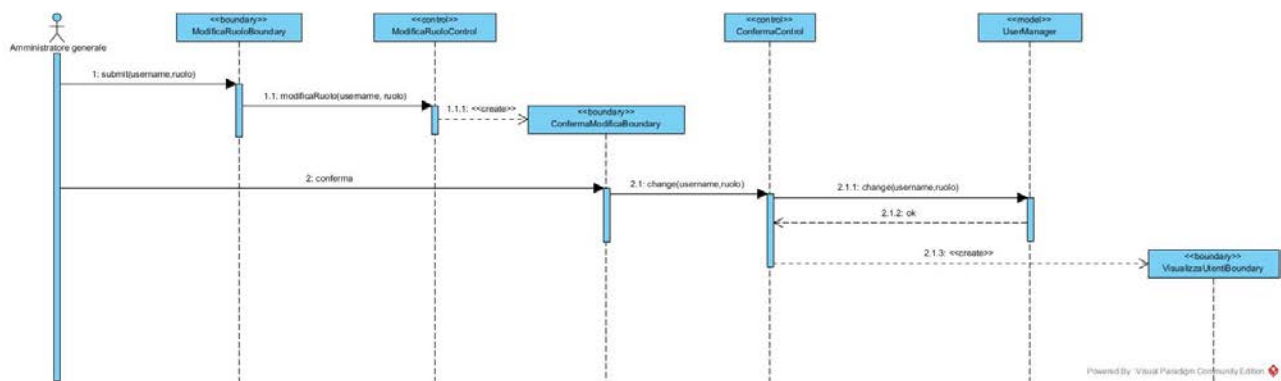 <<boundary>>
ModificaRuoloBoundary
<<control>>
ModificaRuoloControl
<<control>>
ConfermaControl
<<model>>
UserManager
Amministratore generale
1: submit(username,ruolo)
1.1: modificaRuolo(username, ruolo)
1.1.1: <<create>>
<<boundary>>
ConfermaModificaBoundary
2: conferma
2.1: change(username,ruolo)
2.1.1: change(username,ruolo)
2.1.2: ok
2.1.3: <<create>>
<<boundary>>
VisualizzaUtentiBoundary
Powered By Visual Paradigm Community Edition